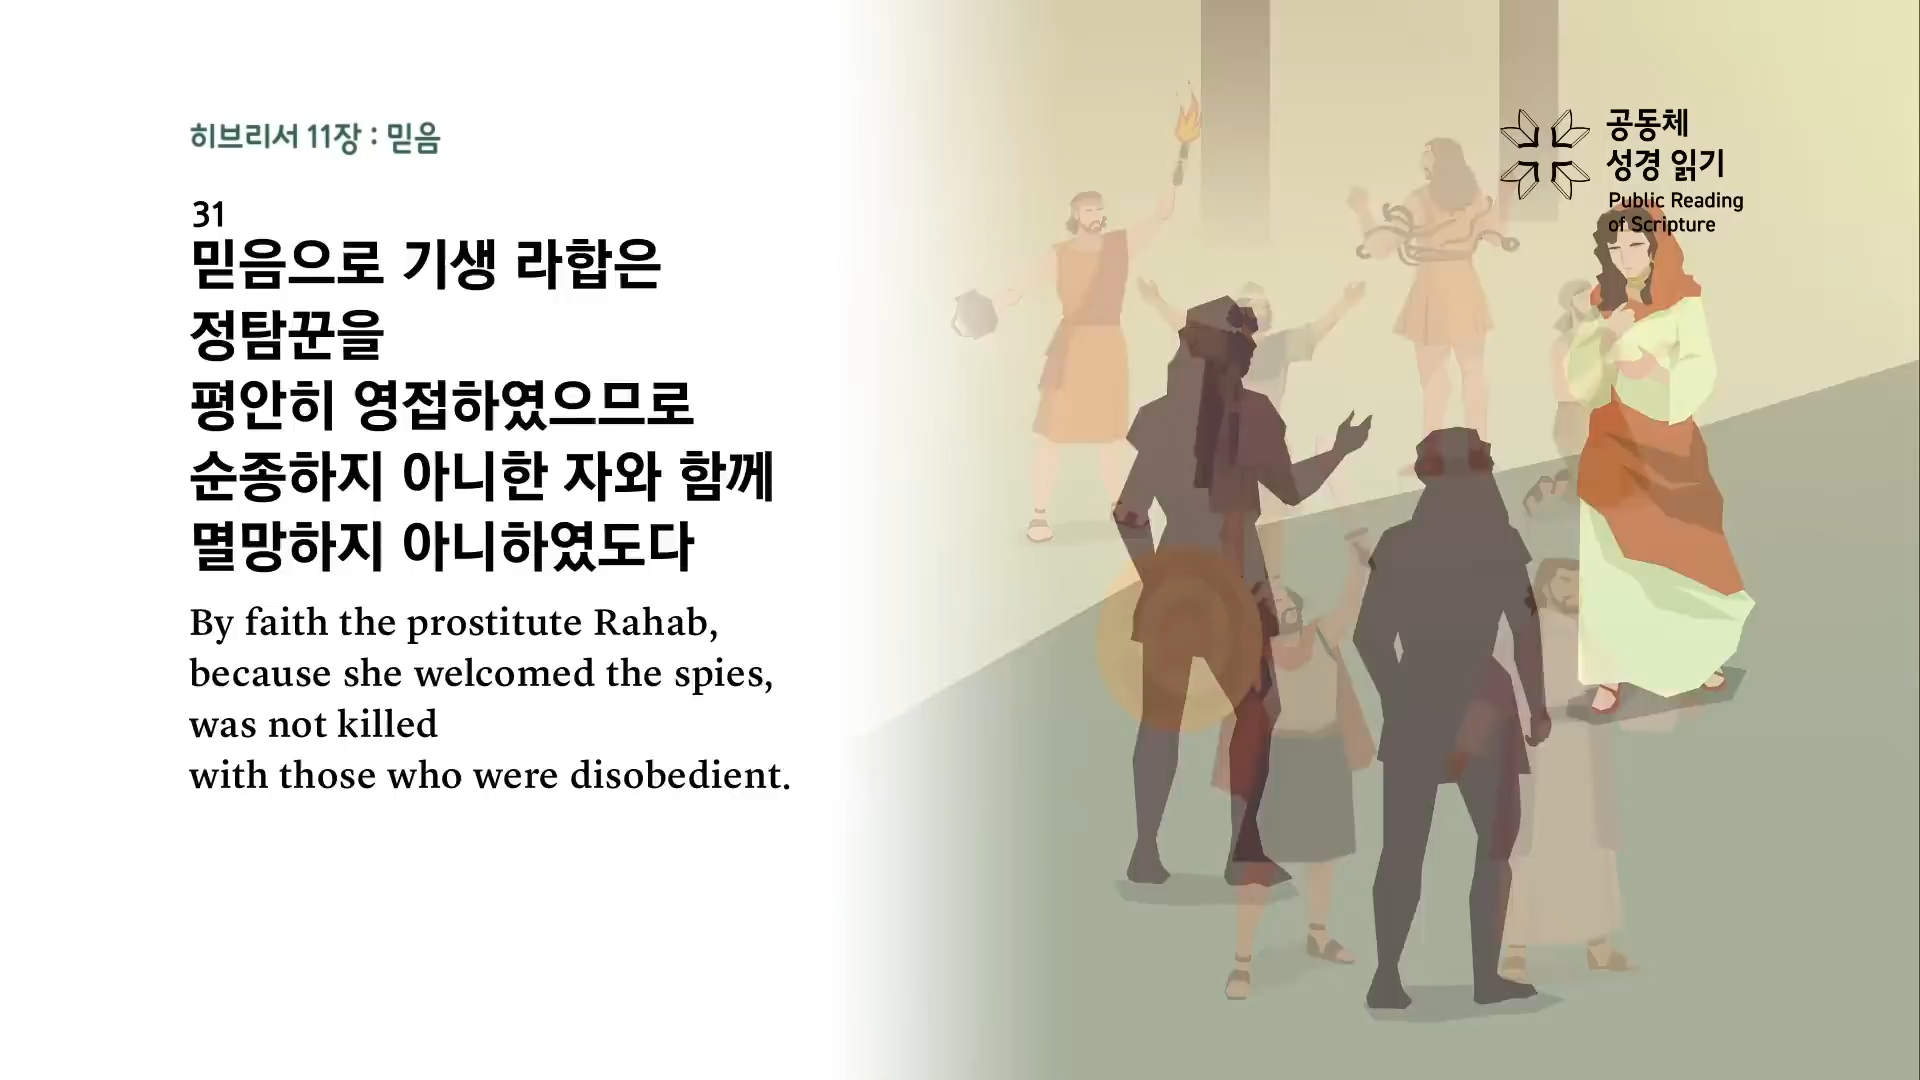 히브리서 11장 : 믿음
31
믿음으로 기생 라합은
정탐꾼을
평안히 영접하였으므로
순종하지 아니한 자와 함께
멸망하지 아니하였도다
By faith the prostitute Rahab,
because she welcomed the spies,
was not killed
with those who were disobedient.
공동체
성경 읽기
Public Reading
of Scripture